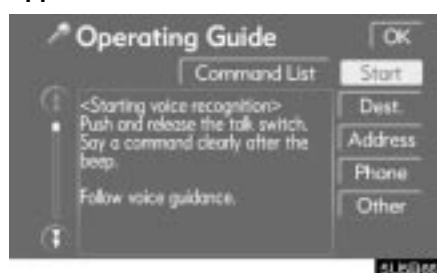 Operating Guide
OK
Command List
Start
<Starting voice recognition>
Push and release the talk switch.
Say a command clearly after the
beep.
Follow voice guidance.
Dest.
Address
Phone
Other